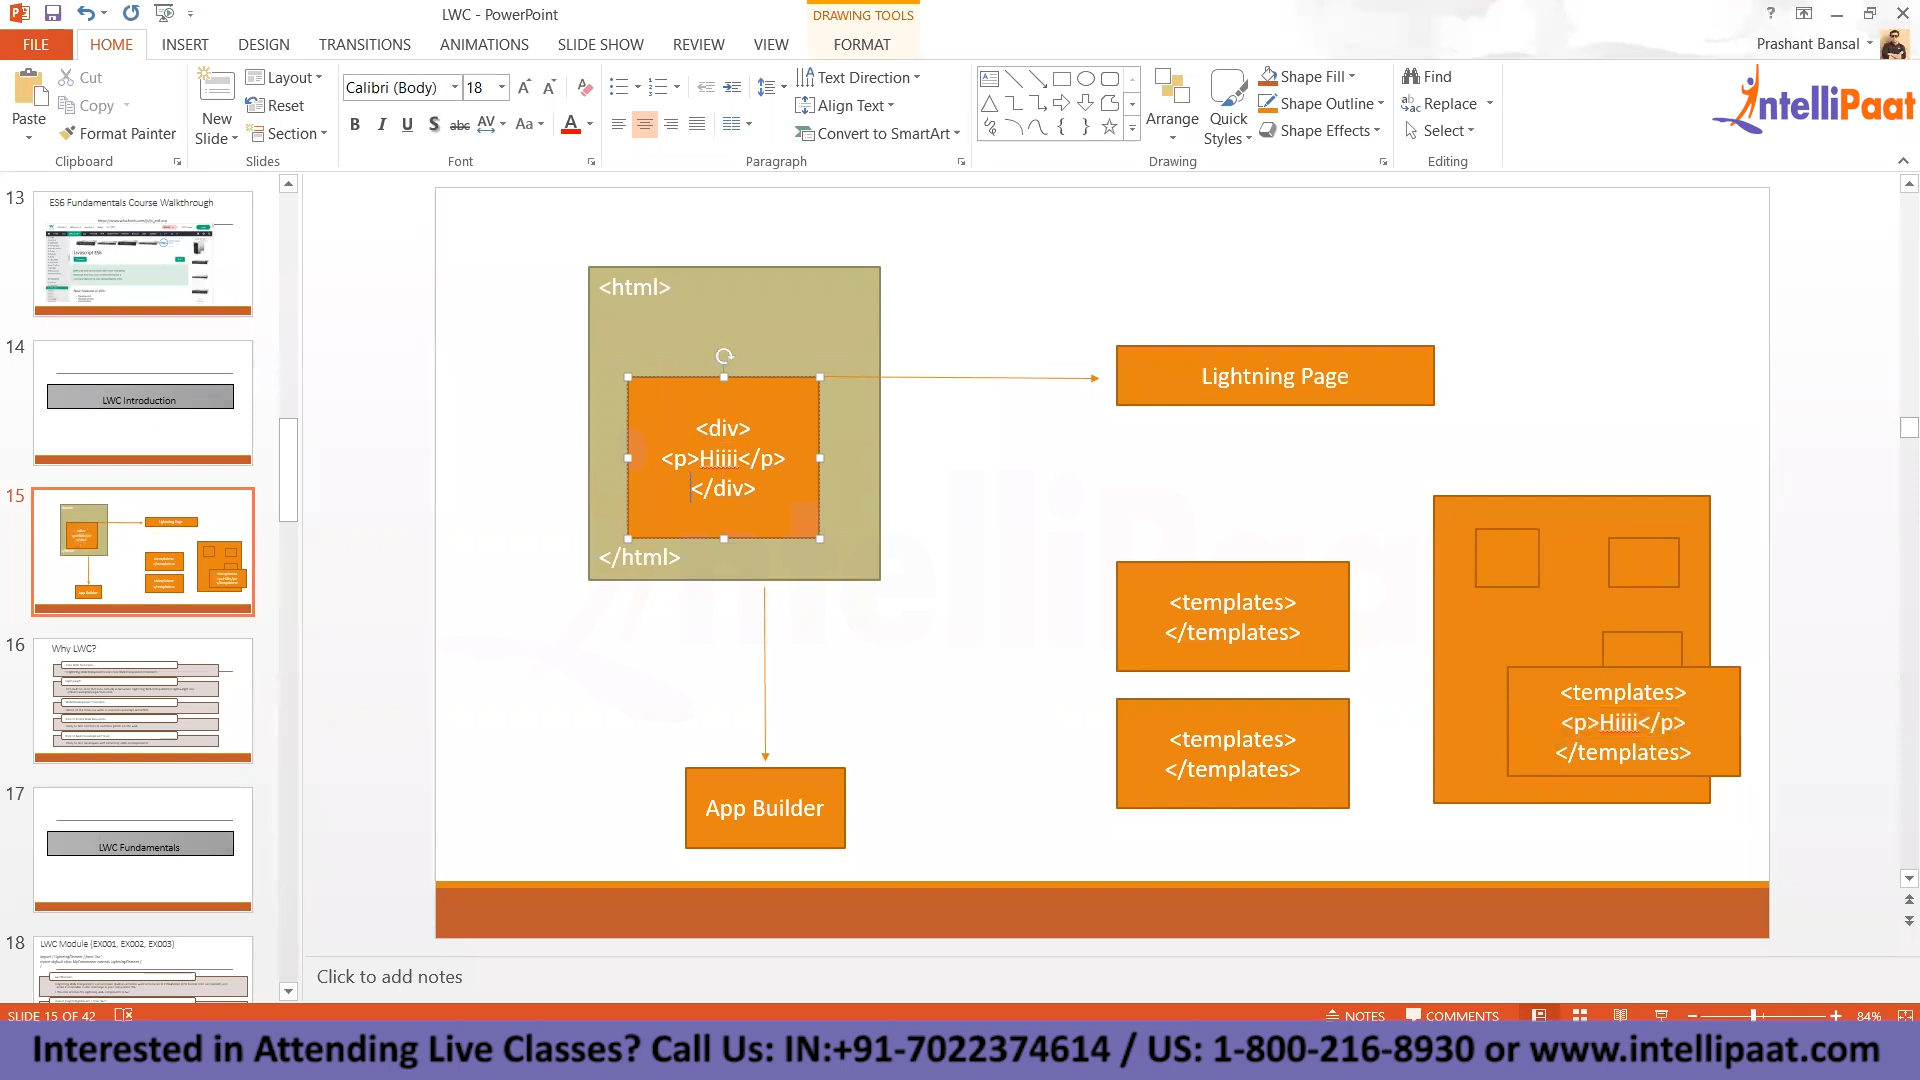 LWC - PowerPoint
DRAWING TOOLS
?
FILE
HOME
INSERT
DESIGN
TRANSITIONS
ANIMATIONS
SLIDE SHOW
REVIEW
VIEW
FORMAT
Prashant Bansal
Paste
Cut
Copy
Format Painter
Clipboard
New
Slide
Layout
Reset
Section
Slides
Calibri (Body)
18
B I U S abc AV Aa A
Font
Text Direction
Align Text
Convert to SmartArt
Paragraph
Arrange
Quick
Styles
Shape Fill
Shape Outline
Shape Effects
Drawing
Find
Replace
Select
Editing
IntelliPaat
13
ES6 Fundamentals Course Walkthrough
14
LWC Introduction
15
16
Why LWC?
17
LWC Fundamentals
18
LWC Module (EX001, EX002, EX003)
<html>
<div>
<p>Hiiii</p>
</div>
</html>
Lightning Page
App Builder
<templates>
</templates>
<templates>
</templates>
<templates>
<p>Hiiii</p>
</templates>
Click to add notes
SLIDE 15 OF 42
NOTES
COMMENTS
84%
Interested in Attending Live Classes? Call Us: IN:+91-7022374614 / US: 1-800-216-8930 or www.intellipaat.com